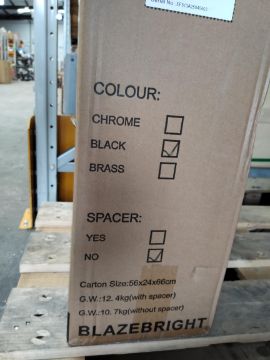 COLOUR:
CHROME
BLACK
BRASS
SPACER:
YES
NO
Carton Size:56x24x66cm
G.W.:12.4kg(with spacer)
G.W.:10.7kg(without spacer)
BLAZEBRIGHT